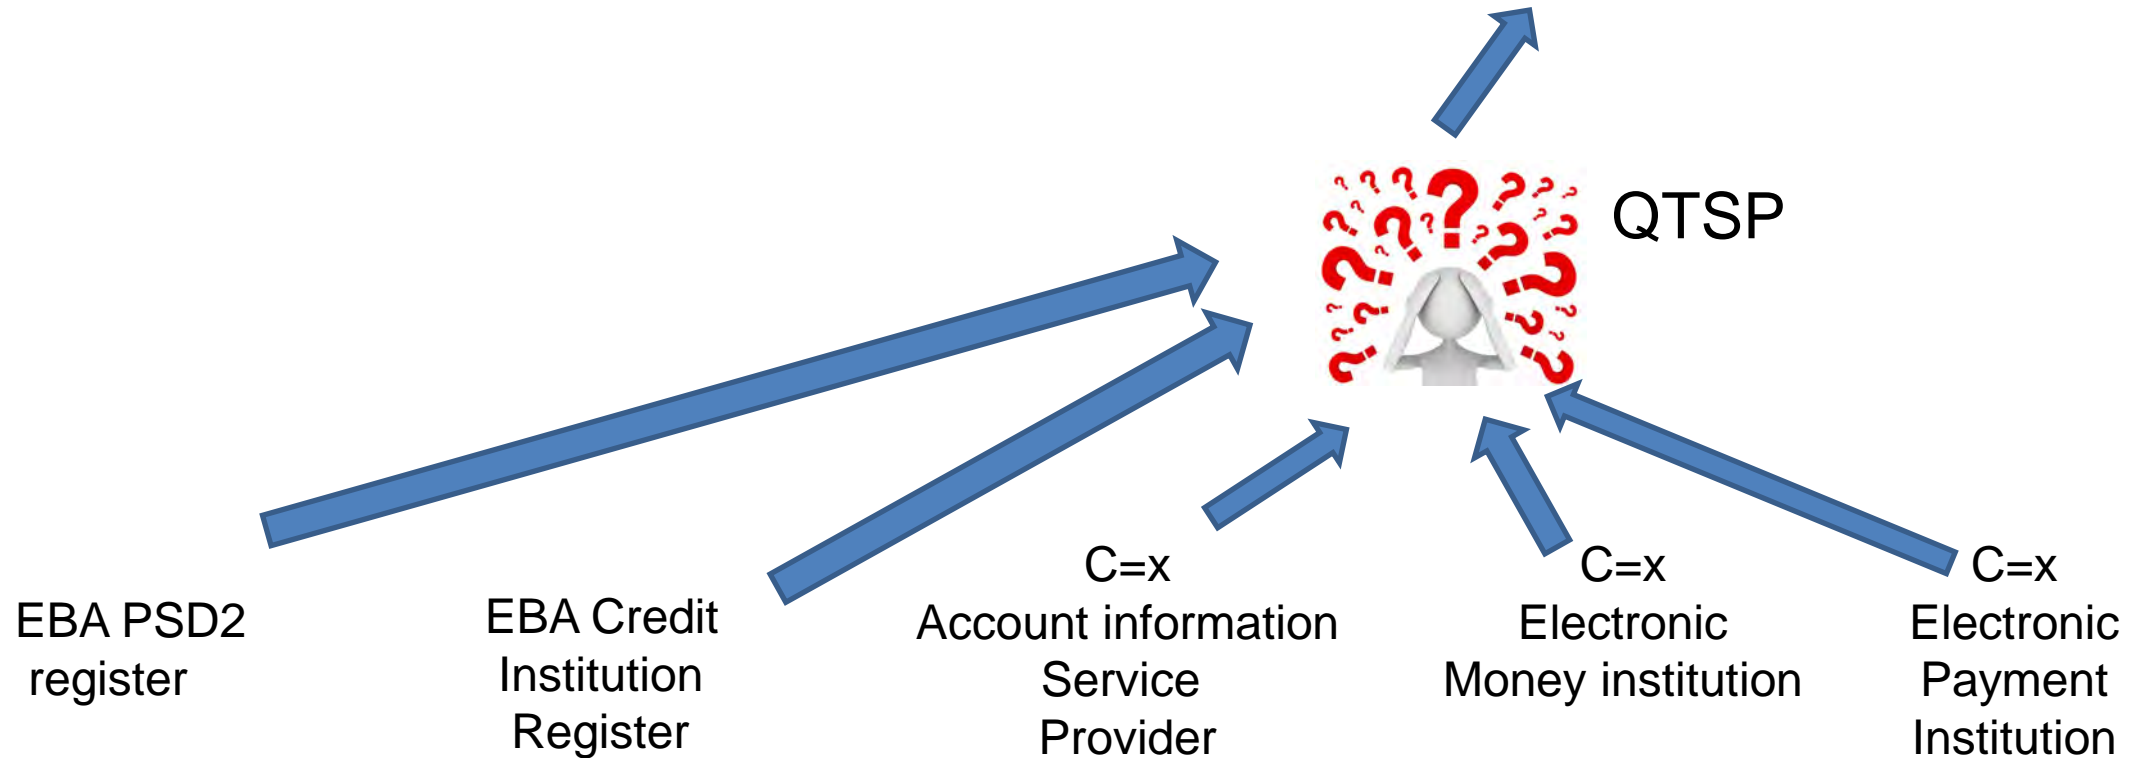 QTSP
EBA PSD2
register
EBA Credit
Institution
Register
C=x
Account information
Service
Provider
C=x
Electronic
Money institution
C=x
Electronic
Payment
Institution